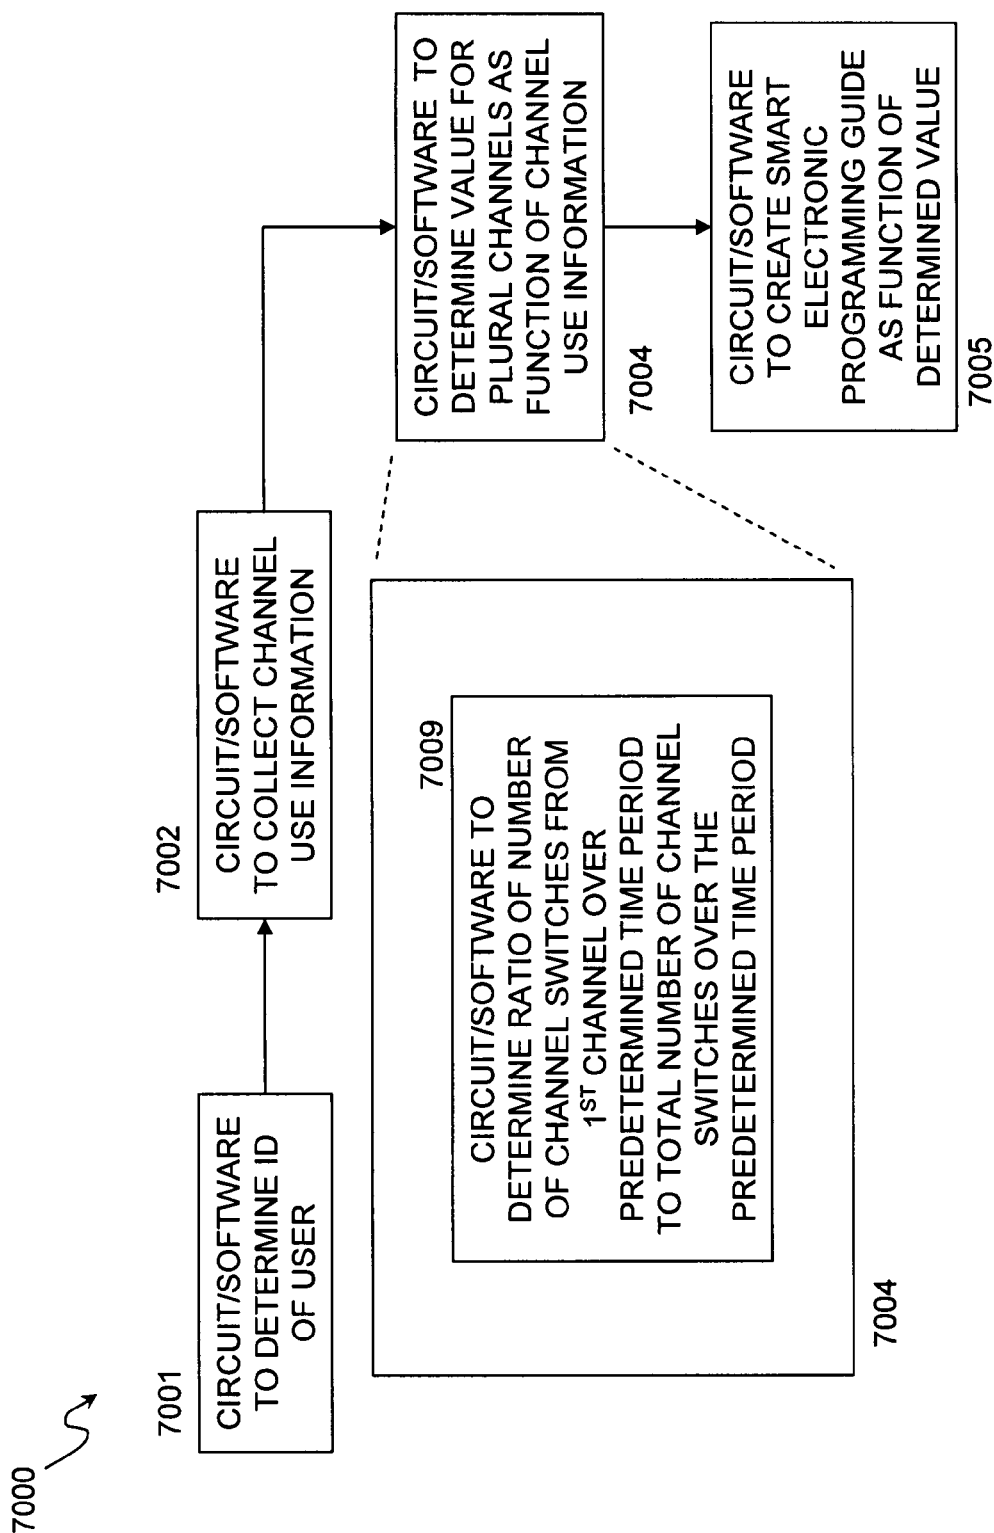 7000
7001
CIRCUIT/SOFTWARE
TO DETERMINE ID
OF USER
7002
CIRCUIT/SOFTWARE
TO COLLECT CHANNEL
USE INFORMATION
CIRCUIT/SOFTWARE TO
DETERMINE VALUE FOR
PLURAL CHANNELS AS
FUNCTION OF CHANNEL
USE INFORMATION
7004
CIRCUIT/SOFTWARE
TO CREATE SMART
ELECTRONIC
PROGRAMING GUIDE
AS FUNCTION OF
DETERMINED VALUE
7005
7009
CIRCUIT/SOFTWARE TO
DETERMINE RATIO OF NUMBER
OF CHANNEL SWITCHES FROM
1ST CHANNEL OVER
PREDETERMINED TIME PERIOD
TO TOTAL NUMBER OF CHANNEL
SWITCHES OVER THE
PREDETERMINED TIME PERIOD
7004